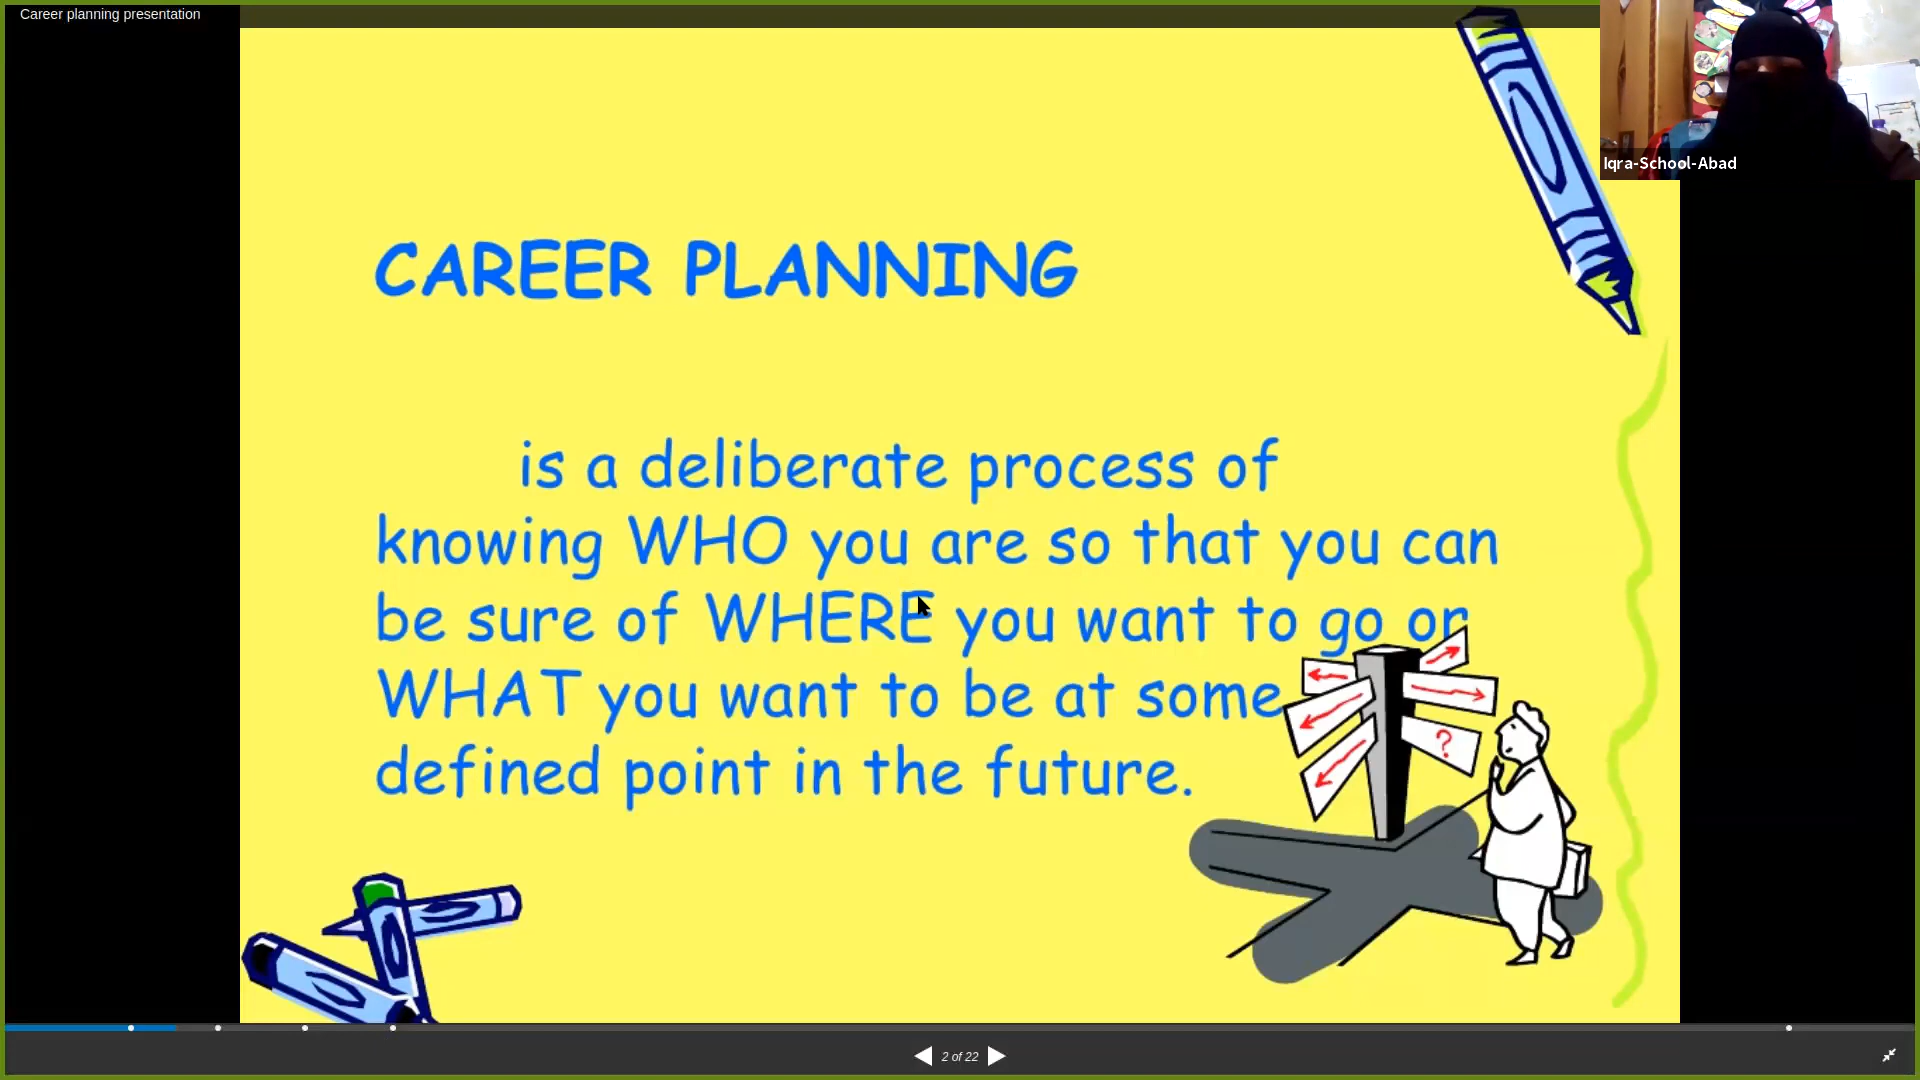 Career planning presentation
Iqra-School-Abad
CAREER PLANNING
is a deliberate process of
knowing WHO you are so that you can
be sure of WHERE you want to go or
WHAT you want to be at some
defined point in the future.
?
2 of 22